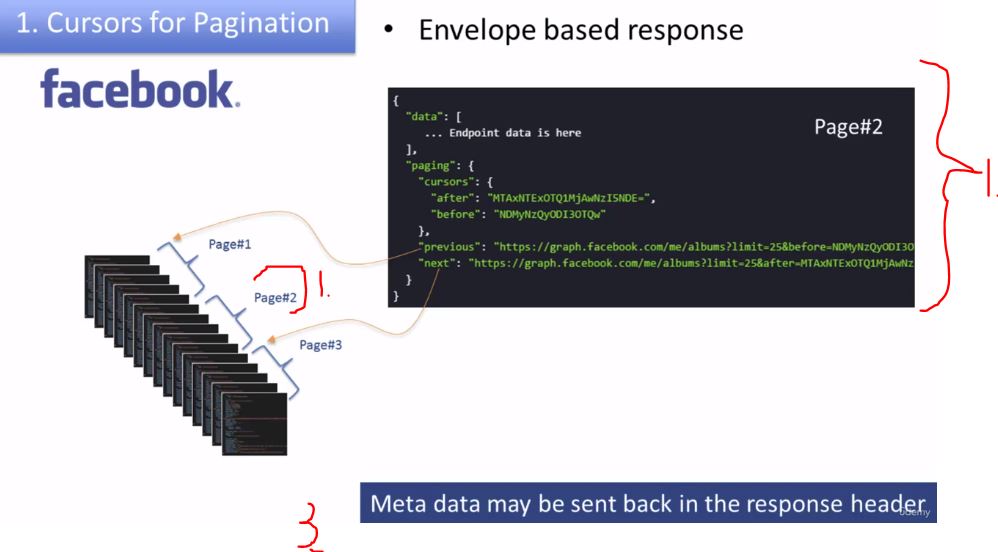 1. Cursors for Pagination
• Envelope based response
facebook.
{
"data": [
... Endpoint data is here
],
"paging": {
"cursors": {
"after": "MTAxNTExOTQ1MjAwNzI5NDE=",
"before": "NDMyNzQyODI3OTQw"
},
"previous": "https://graph.facebook.com/me/albums?limit=25&before=NDMyNzQyODI3O
"next": "https://graph.facebook.com/me/albums?limit=25&after=MTAxNTExOTQ1MjAwNz
}
}
Page#2
1.
Page#1
Page#2
1.
Page#3
Meta data may be sent back in the response header
udemy
3